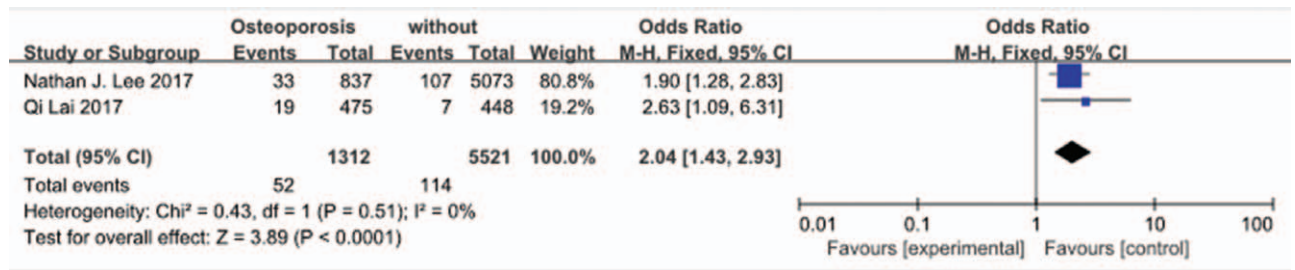 Osteoporosis without Odds Ratio Odds Ratio
Study or Subgroup Events Total Events Total Weight M-H, Fixed, 95% CI M-H, Fixed, 95% CI
Nathan J. Lee 2017 33 837 107 5073 80.8% 1.90 [1.28, 2.83]
Qi Lai 2017 19 475 7 448 19.2% 2.63 [1.09, 6.31]
Total (95% CI) 1312 5521 100.0% 2.04 [1.43, 2.93]
Total events 52 114
Heterogeneity: Chi² = 0.43, df = 1 (P = 0.51); I² = 0%
Test for overall effect: Z = 3.89 (P < 0.0001)
0.01 0.1 1 10 100
Favours [experimental] Favours [control]